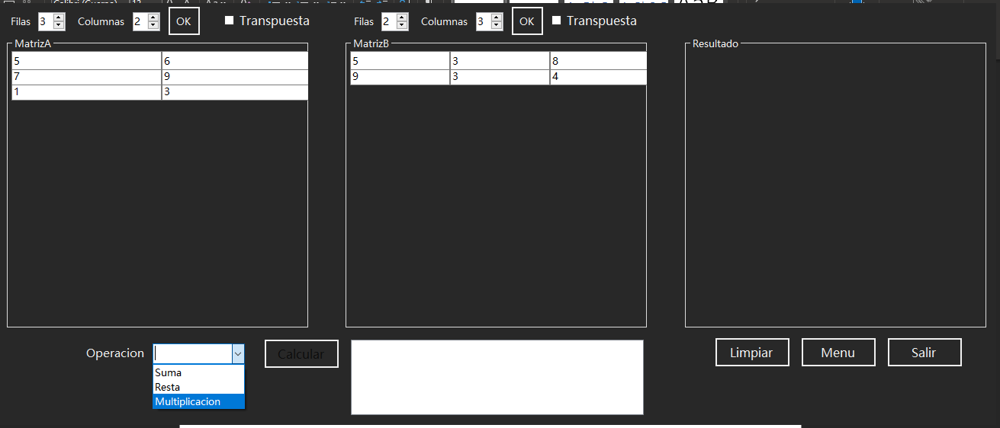 Filas 3 Columnas 2 OK Transpuesta Filas 2 Columnas 3 OK Transpuesta
MatrizA MatrizB Resultado
5 6 5 3 8
7 9 9 3 4
1 3
Operacion Calcular Limpiar Menu Salir
Suma
Resta
Multiplicacion